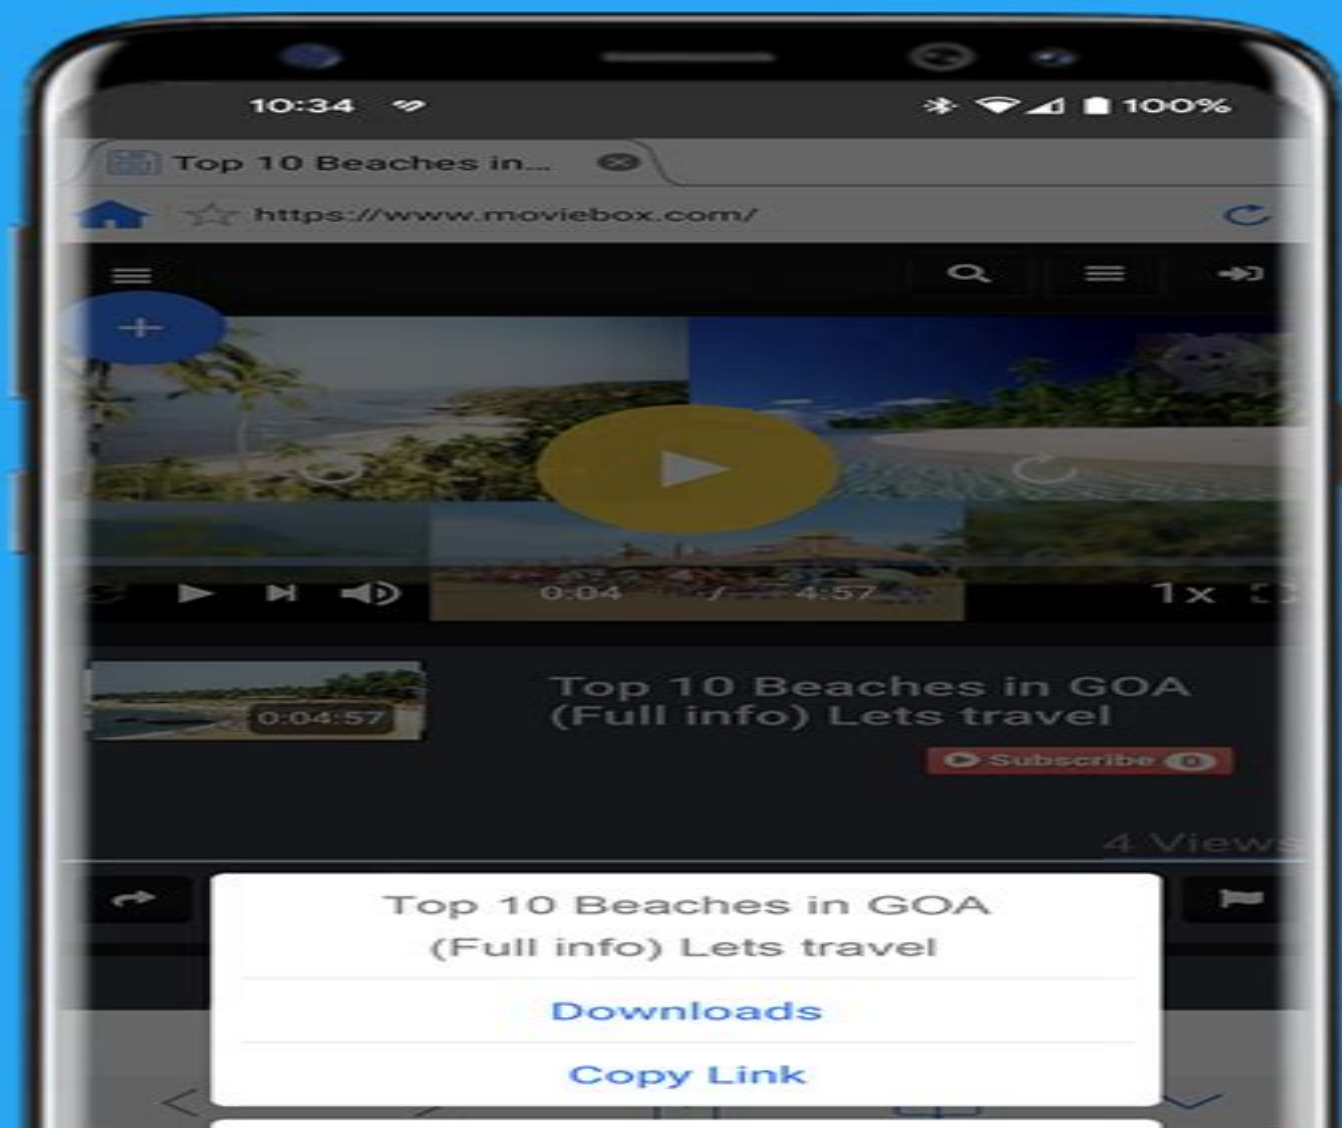 10:34
100%
Top 10 Beaches in...
https://www.moviebox.com/
0:04 / 4:57
1x
0:04:57
Top 10 Beaches in GOA
(Full info) Lets travel
Subscribe 0
4 Views
Top 10 Beaches in GOA
(Full info) Lets travel
Downloads
Copy Link